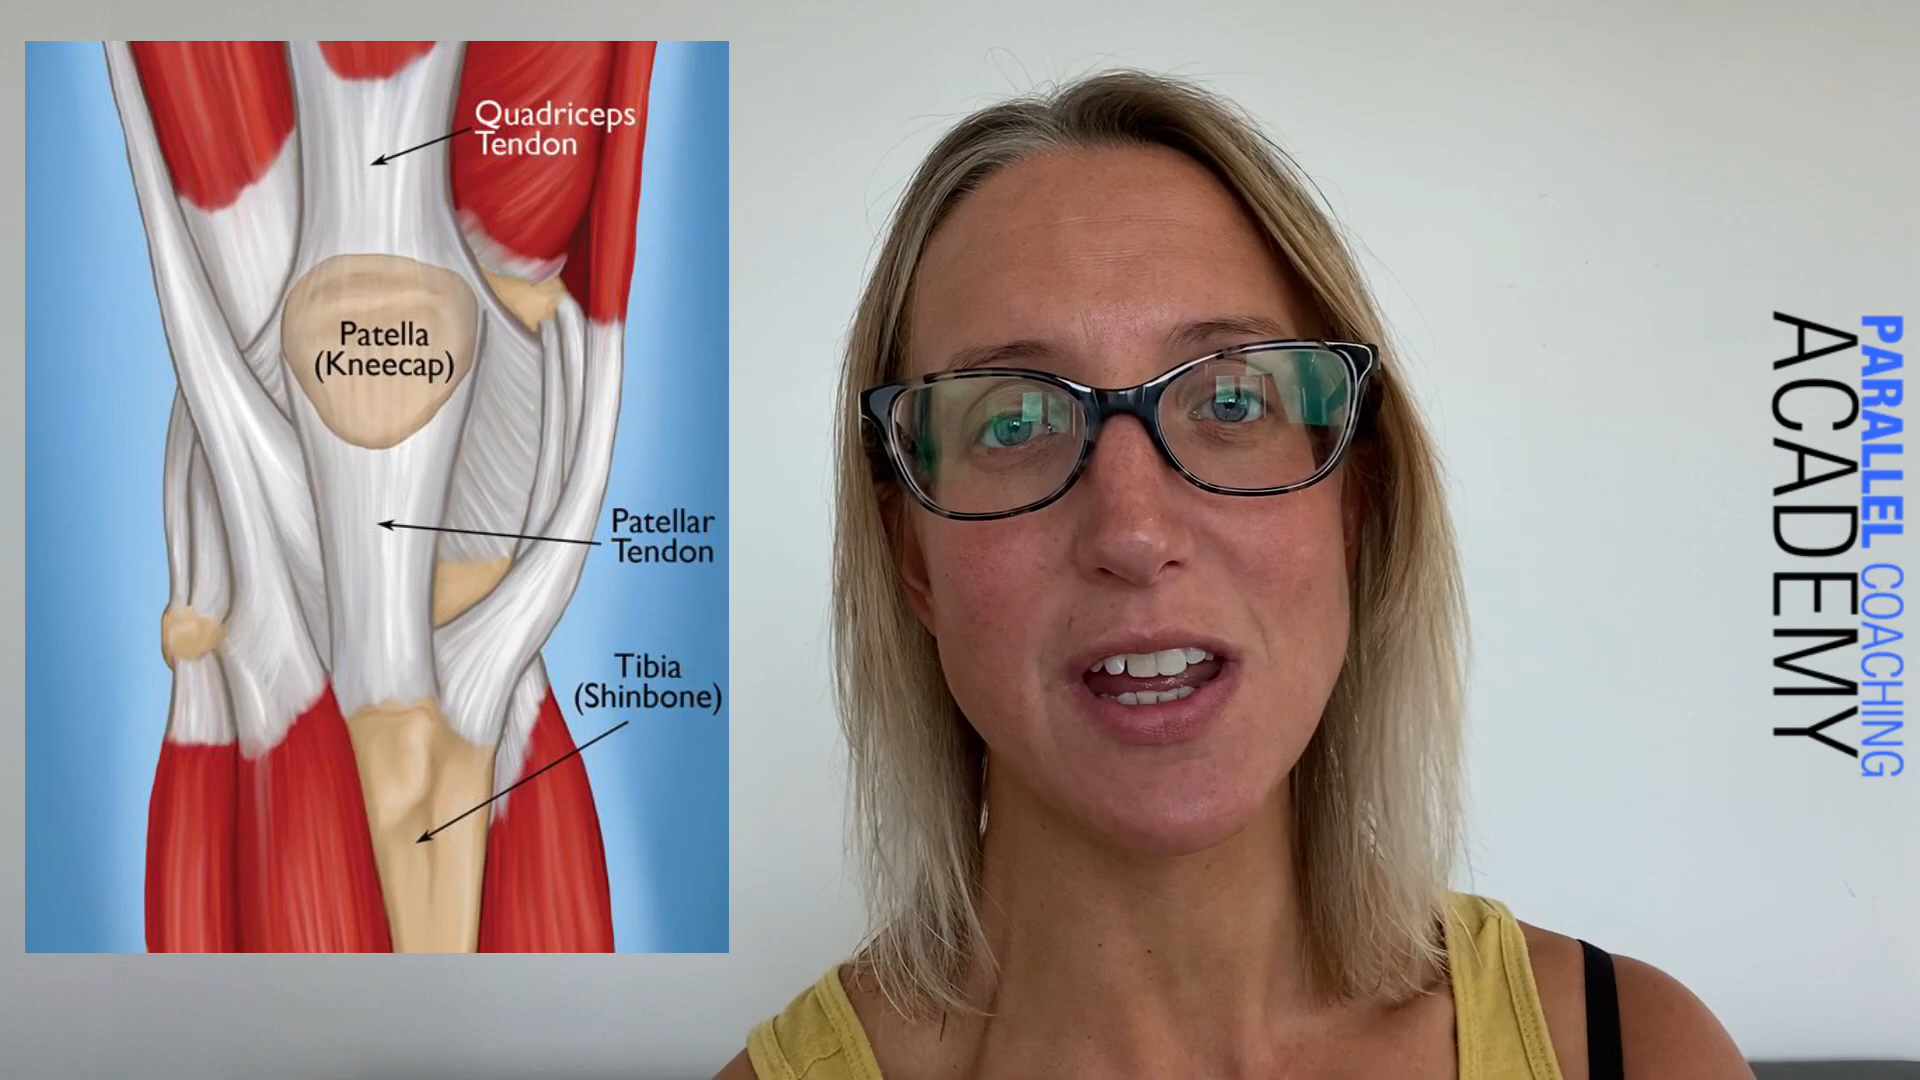 Quadriceps
Tendon
Patella
(Kneecap)
Patellar
Tendon
Tibia
(Shinbone)
PARALLEL COACHING
ACADEMY